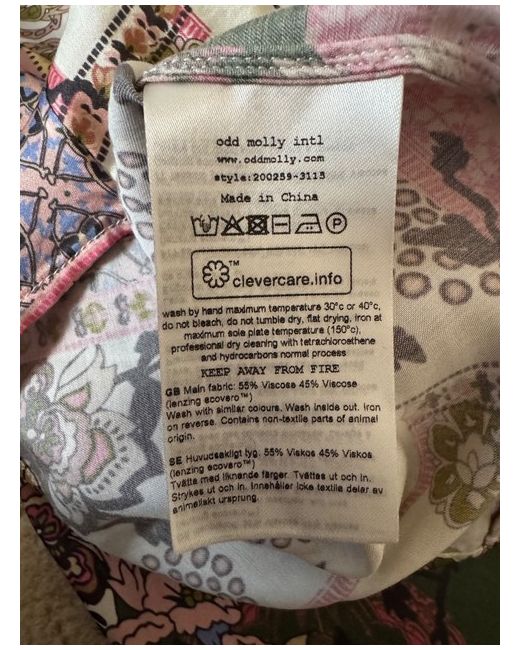 odd molly intl
www.oddmolly.com
style:200259-3115
Made in China
P
™
clevercare.info
wash by hand maximum temperature 30°c or 40°c,
do not bleach, do not tumble dry, flat drying, iron at
maximum sole plate temperature (150°c),
professional dry cleaning with tetrachloroethene
and hydrocarbons normal process
KEEP AWAY FROM FIRE
GB Main fabric: 55% Viscose 45% Viscose
(lenzing ecovero™)
Wash with similar colours. Wash inside out. Iron
on reverse. Contains non-textile parts of animal
origin.
SE Huvudsakligt tyg: 55% Viskos 45% Viskos
(lenzing ecovero™)
Tvätta med liknande färger. Tvättas ut och in.
Strykes ut och in. Innehåller icke textila delar av
animaliskt ursprung.